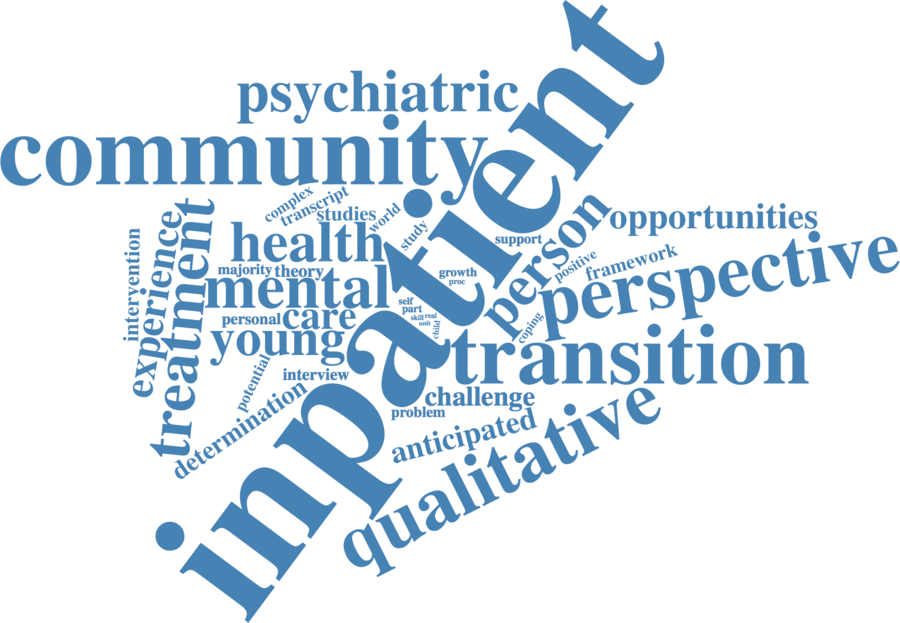 inpatient
psychiatric
community
complex
transcript
studies
world
study
health
majority
theory
mental
personal
care
young
intervention
experience
treatment
potential
determination
interview
support
person
opportunities
growth
proc
positive
framework
perspective
self
part
skill
real
unit
child
coping
transition
challenge
problem
anticipated
qualitative